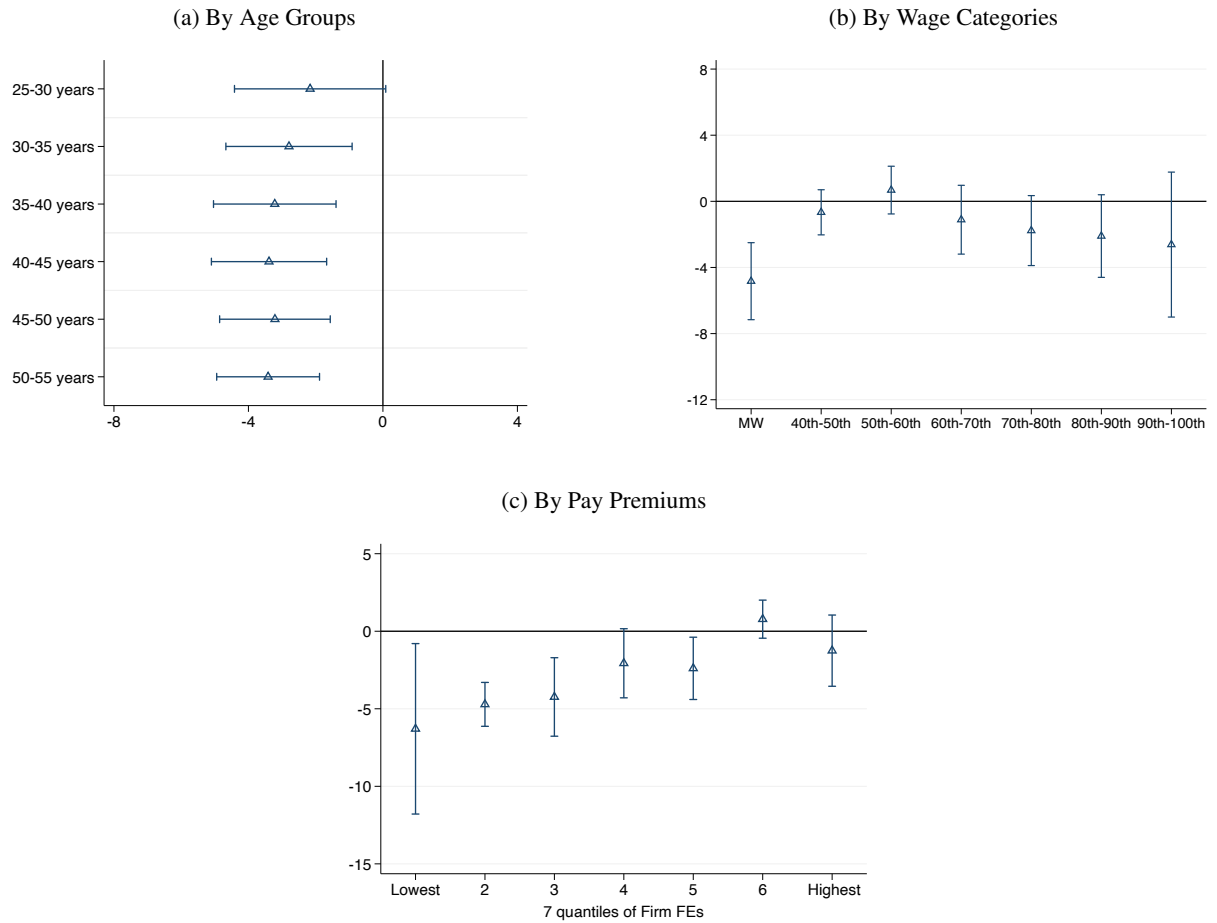 (a) By Age Groups
25-30 years
30-35 years
35-40 years
40-45 years
45-50 years
50-55 years
-8 -4 0 4
(b) By Wage Categories
8
4
0
-4
-8
-12
MW 40th-50th 50th-60th 60th-70th 70th-80th 80th-90th 90th-100th
(c) By Pay Premiums
5
0
-5
-10
-15
Lowest 2 3 4 5 6 Highest
7 quantiles of Firm FEs